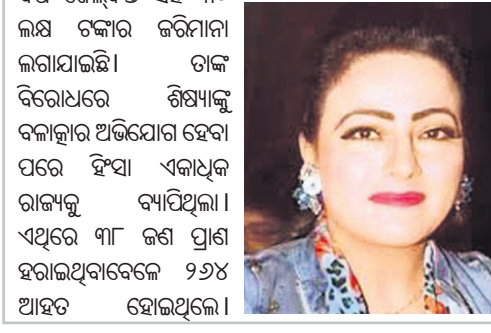 ଲକ୍ଷ ଟଙ୍କାର ଜରିମାନା
ଲଗାଯାଇଛି। ତାଙ୍କ
ବିରୋଧରେ ଶିଷ୍ୟାଙ୍କୁ
ବଳାତ୍କାର ଅଭିଯୋଗ ହେବା
ପରେ ହିଂସା ଏକାଧିକ
ରାଜ୍ୟକୁ ବ୍ୟାପିଥିଲା।
ଏଥିରେ ୩୮ ଜଣ ପ୍ରାଣ
ହରାଇଥିବାବେଳେ ୨୬୪
ଆହତ ହୋଇଥିଲେ।